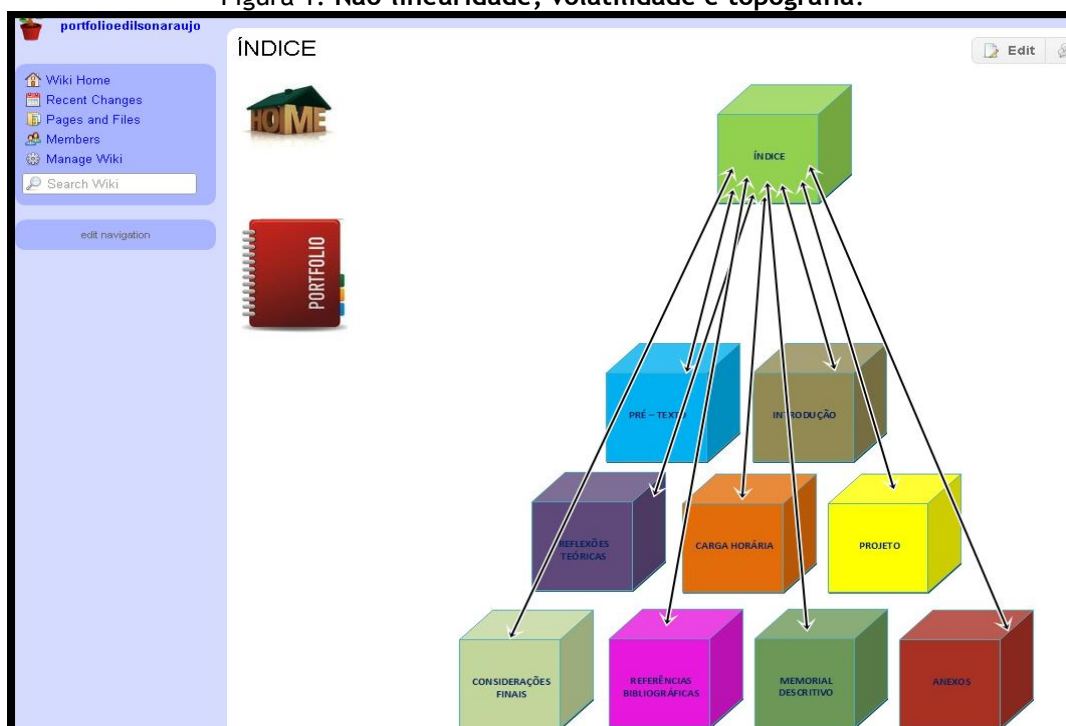 Figura 1: Não-linearidade, volatilidade e topografia.
portfolioedilsonaraujo
ÍNDICE
Edit
Wiki Home
Recent Changes
Pages and Files
Members
Manage Wiki
Search Wiki
edit navigation
HOME
PORTFOLIO
ÍNDICE
PRÉ – TEXTO
INTRODUÇÃO
REFLEXÕES
TEÓRICAS
CARGA HORÁRIA
PROJETO
CONSIDERAÇÕES
FINAIS
REFERÊNCIAS
BIBLIOGRÁFICAS
MEMORIAL
DESCRITIVO
ANEXOS